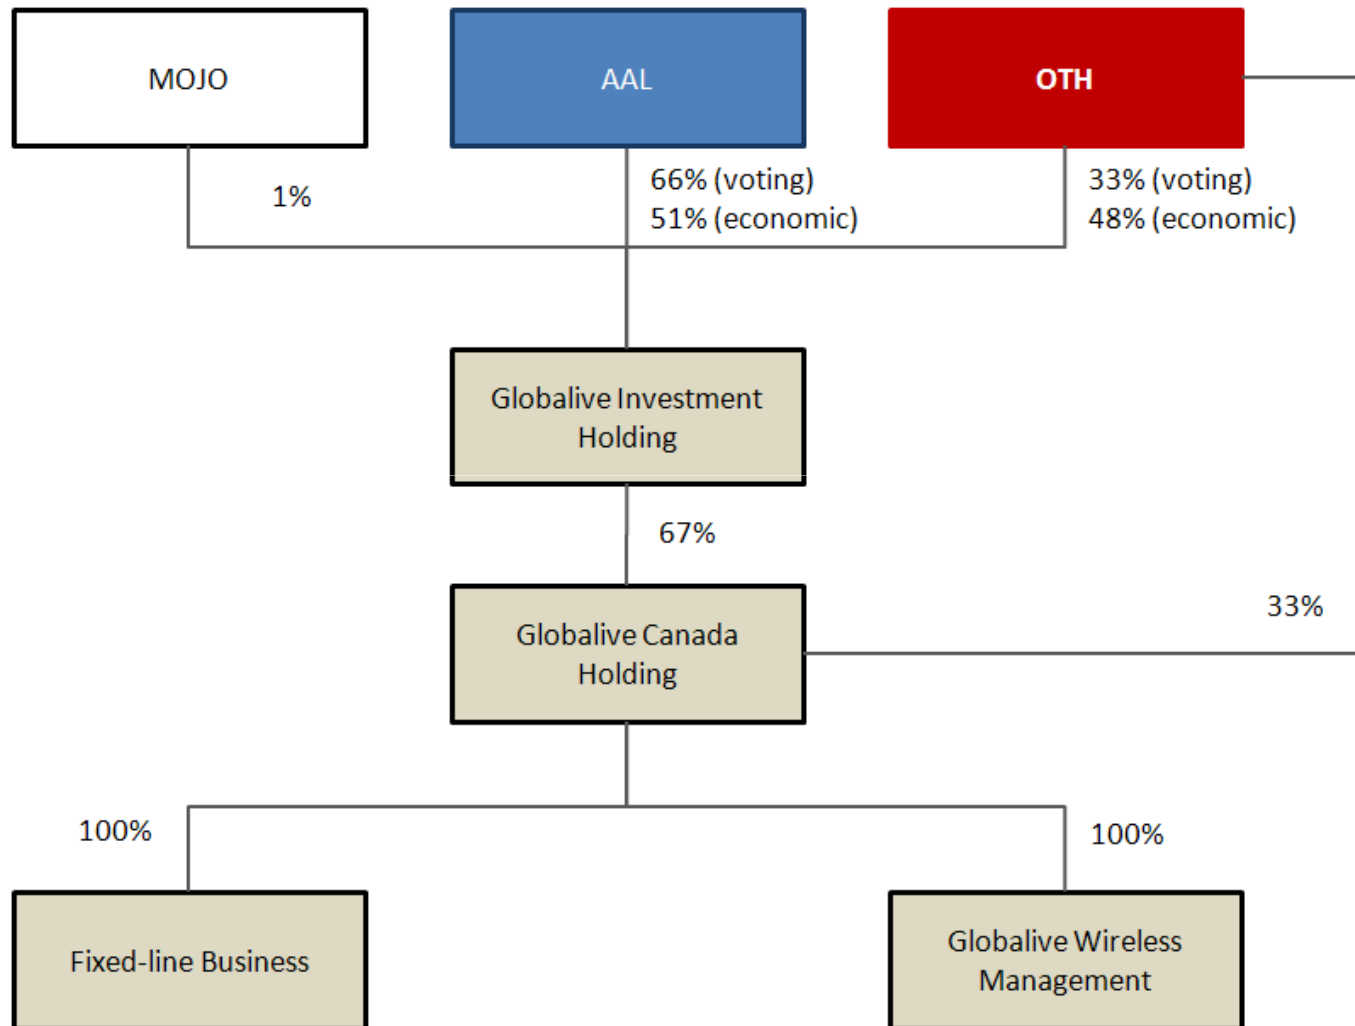 MOJO
AAL
OTH
1%
66% (voting)
51% (economic)
33% (voting)
48% (economic)
Globalive Investment
Holding
67%
33%
Globalive Canada
Holding
100%
100%
Fixed-line Business
Globalive Wireless
Management